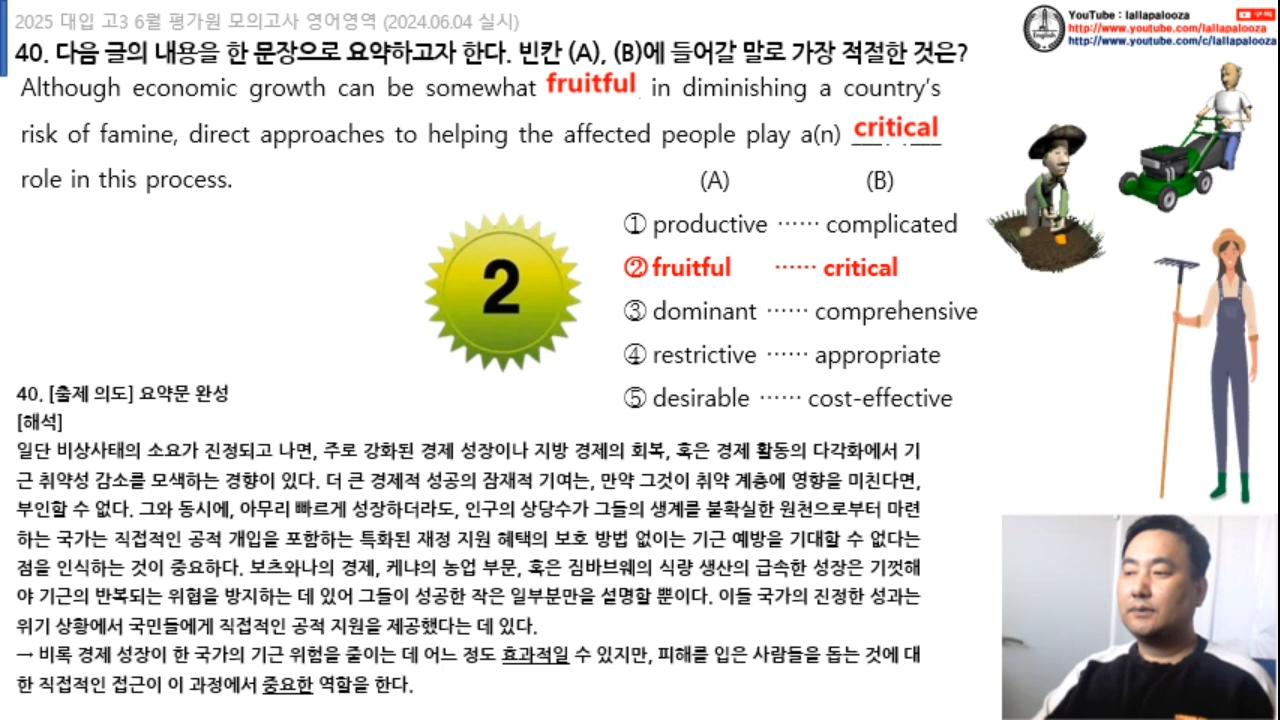 2025 대입 고3 6월 평가원 모의고사 영어영역 (2024.06.04 실시)
YouTube : lallapalooza
구독
http://www.youtube.com/lallapalooza
http://www.youtube.com/c/lallapalooza
English
40. 다음 글의 내용을 한 문장으로 요약하고자 한다. 빈칸 (A), (B)에 들어갈 말로 가장 적절한 것은?
Although economic growth can be somewhat fruitful in diminishing a country's
risk of famine, direct approaches to helping the affected people play a(n) critical
role in this process.
(A) (B)
① productive ⋯⋯ complicated
② fruitful ⋯⋯ critical
③ dominant ⋯⋯ comprehensive
④ restrictive ⋯⋯ appropriate
⑤ desirable ⋯⋯ cost-effective
2
40. [출제 의도] 요약문 완성
[해석]
일단 비상사태의 소요가 진정되고 나면, 주로 강화된 경제 성장이나 지방 경제의 회복, 혹은 경제 활동의 다각화에서 기
근 취약성 감소를 모색하는 경향이 있다. 더 큰 경제적 성공의 잠재적 기여는, 만약 그것이 취약 계층에 영향을 미친다면,
부인할 수 없다. 그와 동시에, 아무리 빠르게 성장하더라도, 인구의 상당수가 그들의 생계를 불확실한 원천으로부터 마련
하는 국가는 직접적인 공적 개입을 포함하는 특화된 재정 지원 혜택의 보호 방법 없이는 기근 예방을 기대할 수 없다는
점을 인식하는 것이 중요하다. 보츠와나의 경제, 케냐의 농업 부문, 혹은 짐바브웨의 식량 생산의 급속한 성장은 기껏해
야 기근의 반복되는 위협을 방지하는 데 있어 그들이 성공한 작은 일부분만을 설명할 뿐이다. 이들 국가의 진정한 성과는
위기 상황에서 국민들에게 직접적인 공적 지원을 제공했다는 데 있다.
→ 비록 경제 성장이 한 국가의 기근 위험을 줄이는 데 어느 정도 효과적일 수 있지만, 피해를 입은 사람들을 돕는 것에 대
한 직접적인 접근이 이 과정에서 중요한 역할을 한다.